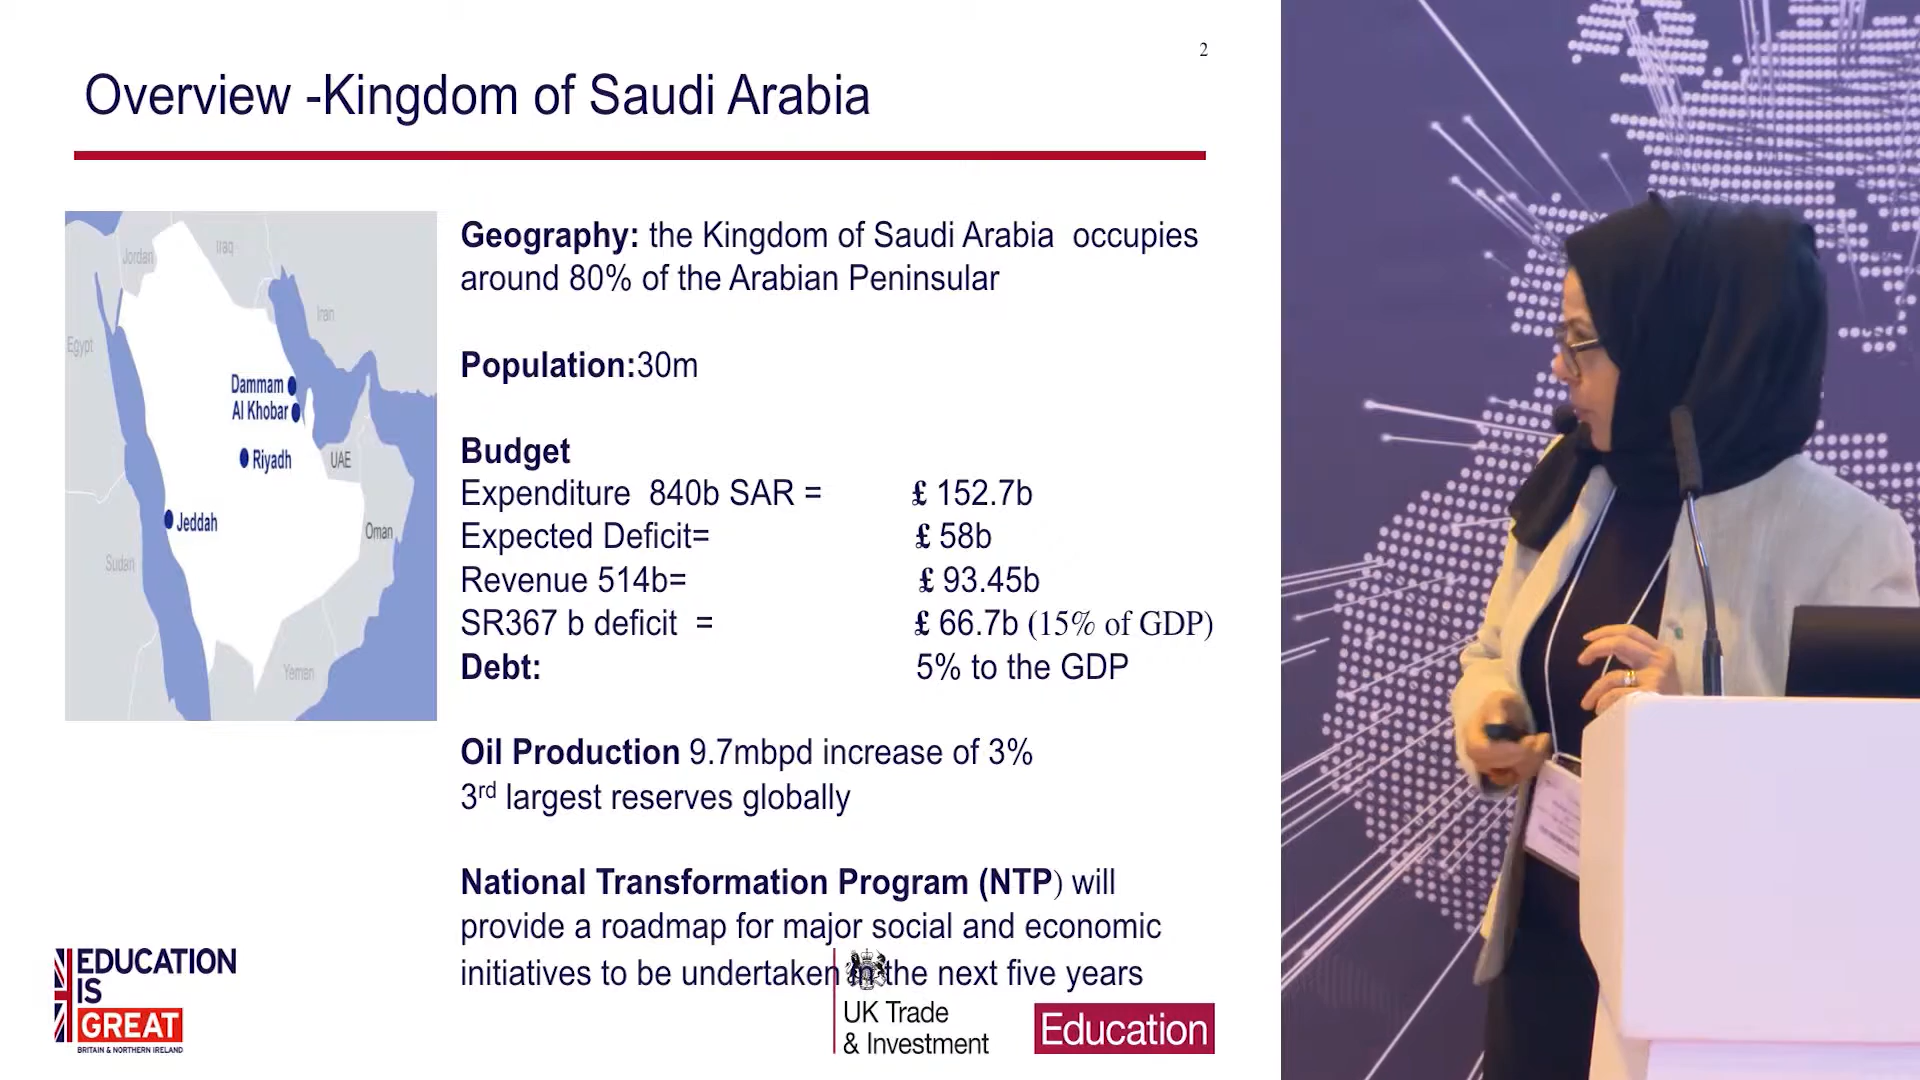 2
Overview -Kingdom of Saudi Arabia
Jordan
Iraq
Iran
Egypt
Dammam
Al Khobar
Riyadh
UAE
Jeddah
Oman
Sudan
Yemen
Geography: the Kingdom of Saudi Arabia occupies
around 80% of the Arabian Peninsular
Population:30m
Budget
Expenditure 840b SAR = £ 152.7b
Expected Deficit= £ 58b
Revenue 514b= £ 93.45b
SR367 b deficit = £ 66.7b (15% of GDP)
Debt: 5% to the GDP
Oil Production 9.7mbpd increase of 3%
3rd largest reserves globally
National Transformation Program (NTP) will
provide a roadmap for major social and economic
initiatives to be undertaken in the next five years
EDUCATION
IS
GREAT
BRITAIN & NORTHERN IRELAND
UK Trade
& Investment
Education